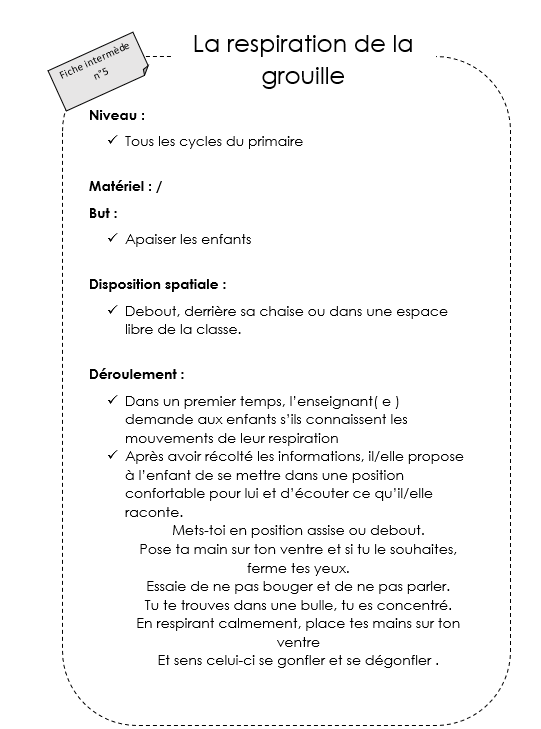 Fiche intermède
n°5
La respiration de la
grouille
Niveau :
✓ Tous les cycles du primaire
Matériel : /
But :
✓ Apaiser les enfants
Disposition spatiale :
✓ Debout, derrière sa chaise ou dans une espace
libre de la classe.
Déroulement :
✓ Dans un premier temps, l'enseignant( e )
demande aux enfants s'ils connaissent les
mouvements de leur respiration
✓ Après avoir récolté les informations, il/elle propose
à l'enfant de se mettre dans une position
confortable pour lui et d'écouter ce qu'il/elle
raconte.
Mets-toi en position assise ou debout.
Pose ta main sur ton ventre et si tu le souhaites,
ferme tes yeux.
Essaie de ne pas bouger et de ne pas parler.
Tu te trouves dans une bulle, tu es concentré.
En respirant calmement, place tes mains sur ton
ventre
Et sens celui-ci se gonfler et se dégonfler .